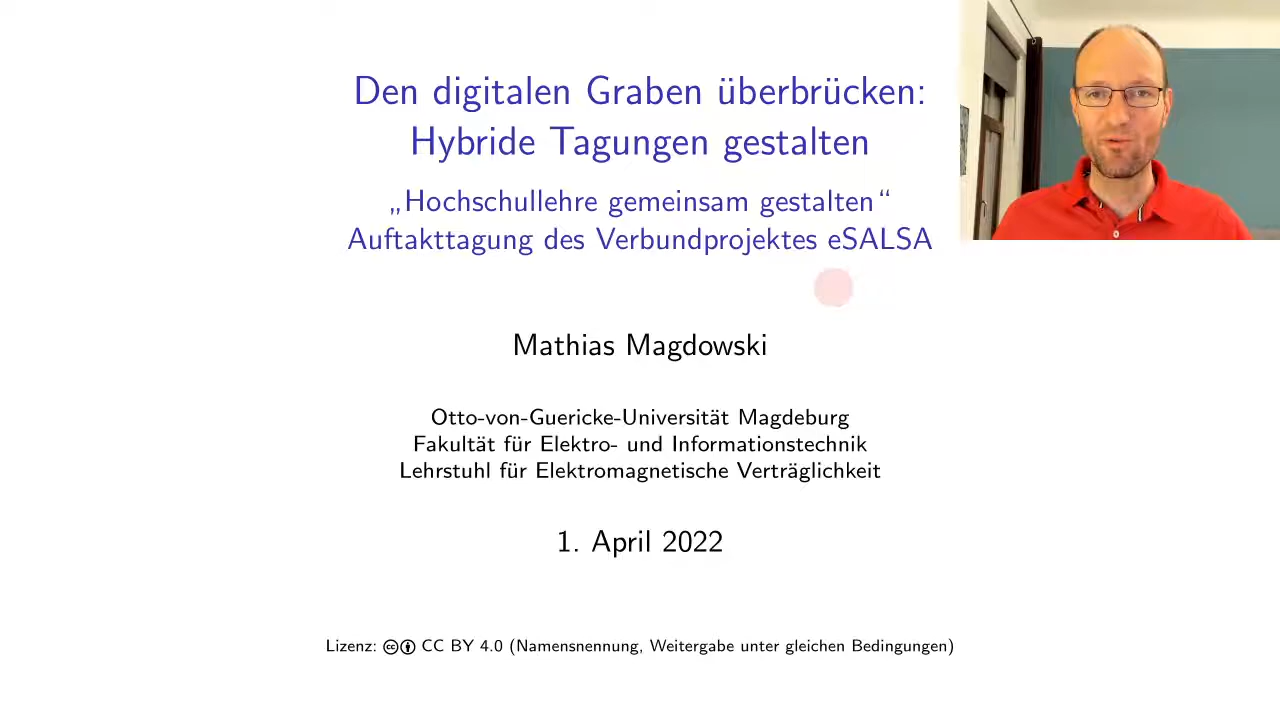 Den digitalen Graben überbrücken:
Hybride Tagungen gestalten
„Hochschullehre gemeinsam gestalten“
Auftakttagung des Verbundprojektes eSALSA
Mathias Magdowski
Otto-von-Guericke-Universität Magdeburg
Fakultät für Elektro- und Informationstechnik
Lehrstuhl für Elektromagnetische Verträglichkeit
1. April 2022
Lizenz: CC BY 4.0 (Namensnennung, Weitergabe unter gleichen Bedingungen)